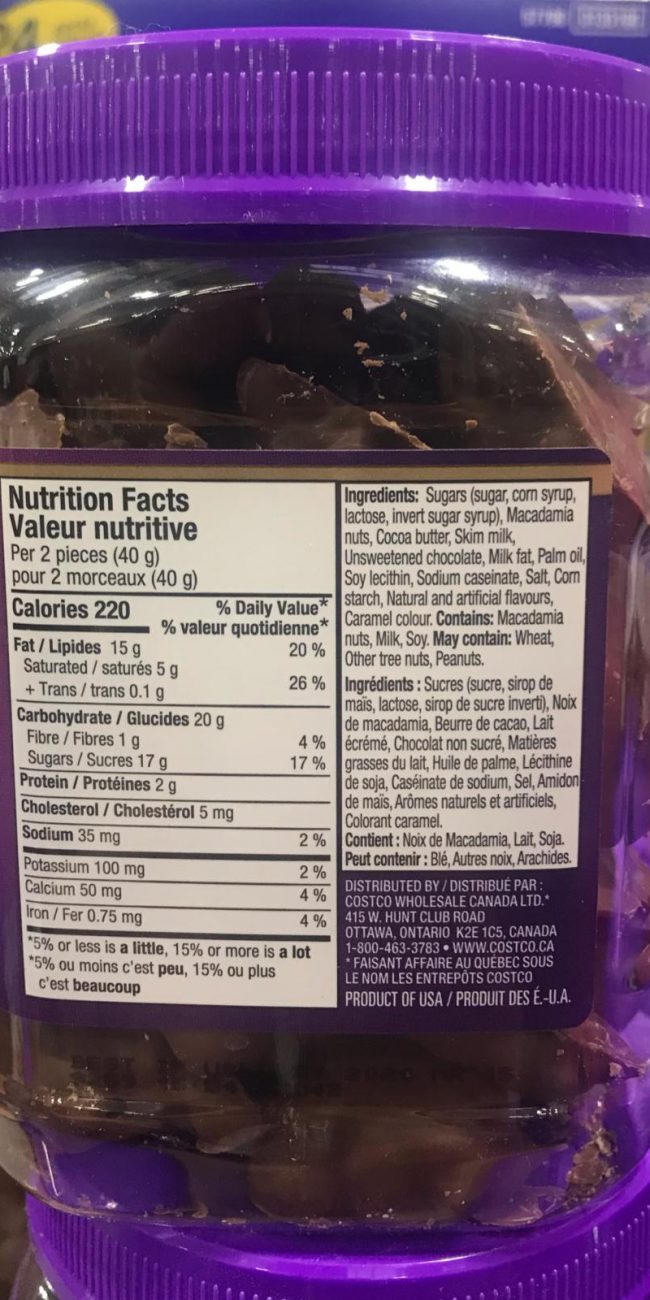 Nutrition Facts
Valeur nutritive
Per 2 pieces (40 g)
pour 2 morceaux (40 g)
Calories 220
% Daily Value*
% valeur quotidienne*
Fat / Lipides 15 g 20 %
Saturated / saturés 5 g
+ Trans / trans 0.1 g 26 %
Carbohydrate / Glucides 20 g
Fibre / Fibres 1 g 4 %
Sugars / Sucres 17 g 17 %
Protein / Protéines 2 g
Cholesterol / Cholestérol 5 mg
Sodium 35 mg 2 %
Potassium 100 mg 2 %
Calcium 50 mg 4 %
Iron / Fer 0.75 mg 4 %
*5% or less is a little, 15% or more is a lot
*5% ou moins c'est peu, 15% ou plus
c'est beaucoup
Ingredients: Sugars (sugar, corn syrup,
lactose, invert sugar syrup), Macadamia
nuts, Cocoa butter, Skim milk,
Unsweetened chocolate, Milk fat, Palm oil,
Soy lecithin, Sodium caseinate, Salt, Corn
starch, Natural and artificial flavours,
Caramel colour. Contains: Macadamia
nuts, Milk, Soy. May contain: Wheat,
Other tree nuts, Peanuts.
Ingrédients : Sucres (sucre, sirop de
maïs, lactose, sirop de sucre inverti), Noix
de macadamia, Beurre de cacao, Lait
écrémé, Chocolat non sucré, Matières
grasses du lait, Huile de palme, Lécithine
de soja, Caséinate de sodium, Sel, Amidon
de maïs, Arômes naturels et artificiels,
Colorant caramel.
Contient : Noix de Macadamia, Lait, Soja.
Peut contenir : Blé, Autres noix, Arachides.
DISTRIBUTED BY / DISTRIBUÉ PAR :
COSTCO WHOLESALE CANADA LTD.*
415 W. HUNT CLUB ROAD
OTTAWA, ONTARIO K2E 1C5, CANADA
1-800-463-3783 • WWW.COSTCO.CA
* FAISANT AFFAIRE AU QUÉBEC SOUS
LE NOM LES ENTREPÔTS COSTCO
PRODUCT OF USA / PRODUIT DES É.-U.A.